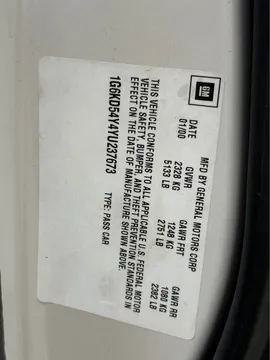 GM
MFD BY GENERAL MOTORS CORP
DATE GVWR GAWR FRT GAWR RR
01/00 2328 KG 1248 KG 1080 KG
5133 LB 2751 LB 2382 LB
THIS VEHICLE CONFORMS TO ALL APPLICABLE U.S. FEDERAL MOTOR
VEHICLE SAFETY, BUMPER, AND THEFT PREVENTION STANDARDS IN
EFFECT ON THE DATE OF MANUFACTURE SHOWN ABOVE.
1G6KD54Y4YU237673 TYPE: PASS CAR